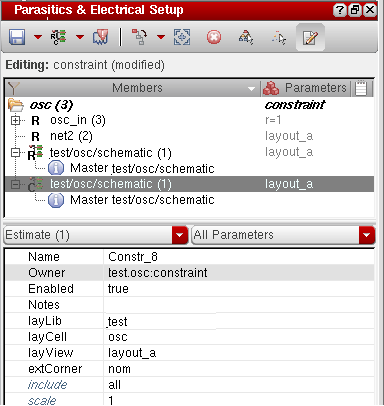 Parasitics & Electrical Setup
Editing: constraint (modified)
Members Parameters
osc (3) constraint
R osc_in (3) r=1
R net2 (2) layout_a
test/osc/schematic (1) layout_a
Master test/osc/schematic
test/osc/schematic (1) layout_a
Master test/osc/schematic
Estimate (1) All Parameters
Name Constr_8
Owner test.osc:constraint
Enabled true
Notes
layLib test
layCell osc
layView layout_a
extCorner nom
include all
scale 1